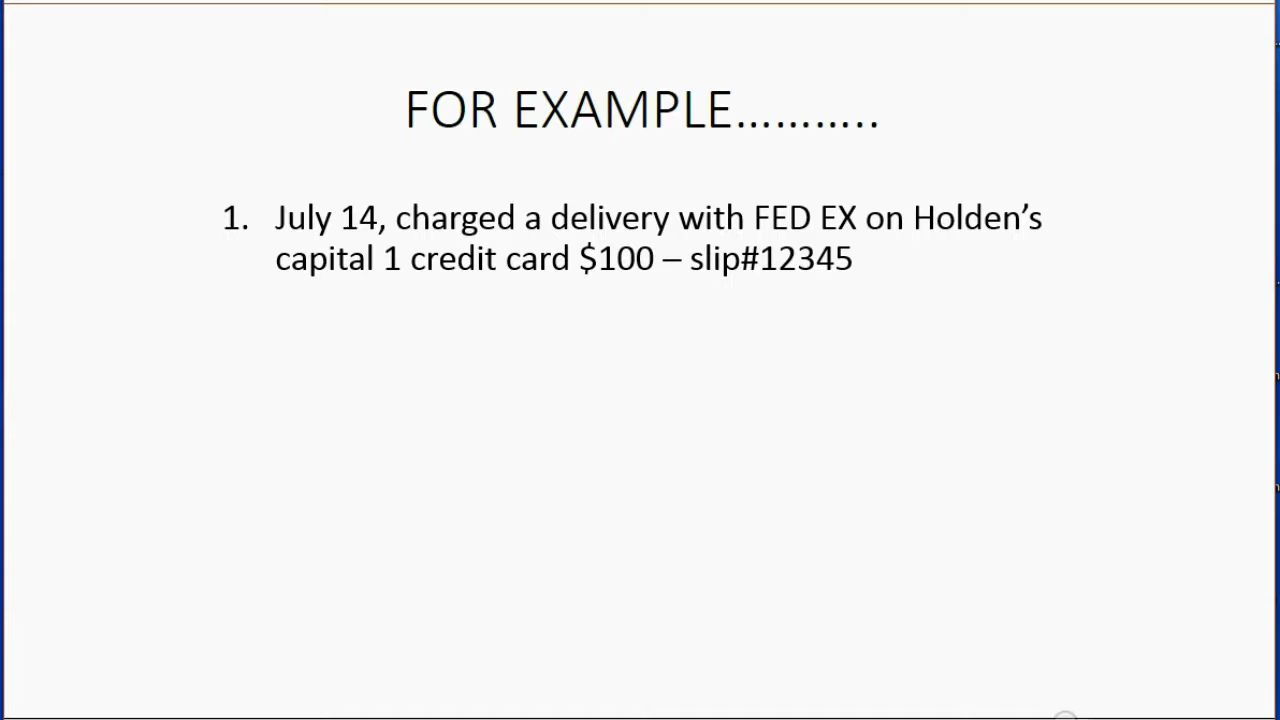 FOR EXAMPLE………..
1. July 14, charged a delivery with FED EX on Holden’s
capital 1 credit card $100 – slip#12345